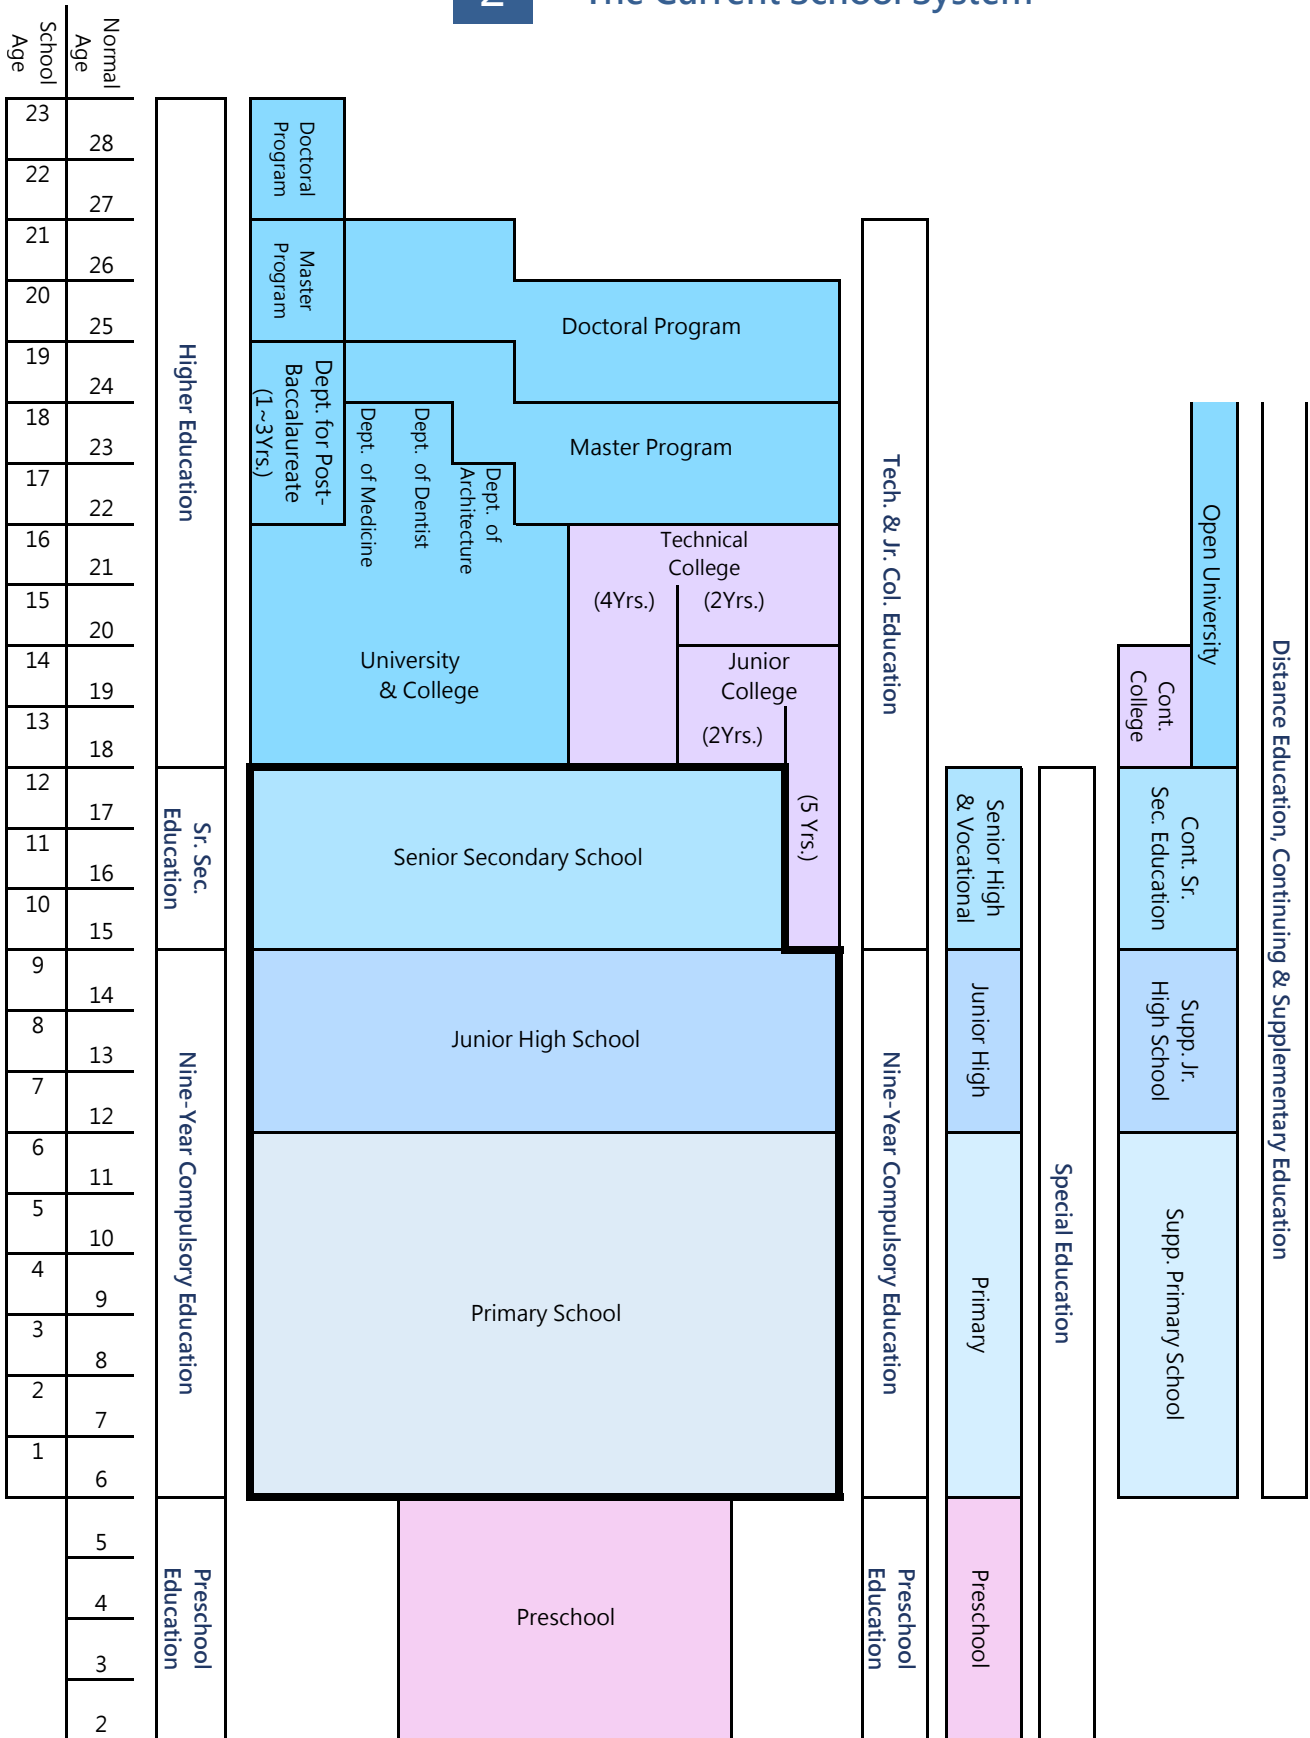 2 The Current School System
School Age
Normal Age
23
28
22
27
21
26
20
25
19
24
18
23
17
22
16
21
15
20
14
19
13
18
12
17
11
16
10
15
9
14
8
13
7
12
6
11
5
10
4
9
3
8
2
7
1
6
5
4
3
2
Higher Education
Sr. Sec.
Education
Nine-Year Compulsory Education
Preschool
Education
Doctoral
Program
Master
Program
Dept. for Post-
Baccalaureate
(1~3Yrs.)
Dept. of Medicine
Dept. of Dentist
Dept. of
Architecture
Doctoral Program
Master Program
University
& College
Technical
College
(4Yrs.)
(2Yrs.)
Junior
College
(2Yrs.)
(5 Yrs.)
Senior Secondary School
Junior High School
Primary School
Preschool
Tech. & Jr. Col. Education
Nine-Year Compulsory Education
Preschool
Education
Senior High
& Vocational
Junior High
Primary
Preschool
Special Education
Open University
Cont.
College
Cont. Sr.
Sec. Education
Supp. Jr.
High School
Supp. Primary School
Distance Education, Continuing & Supplementary Education